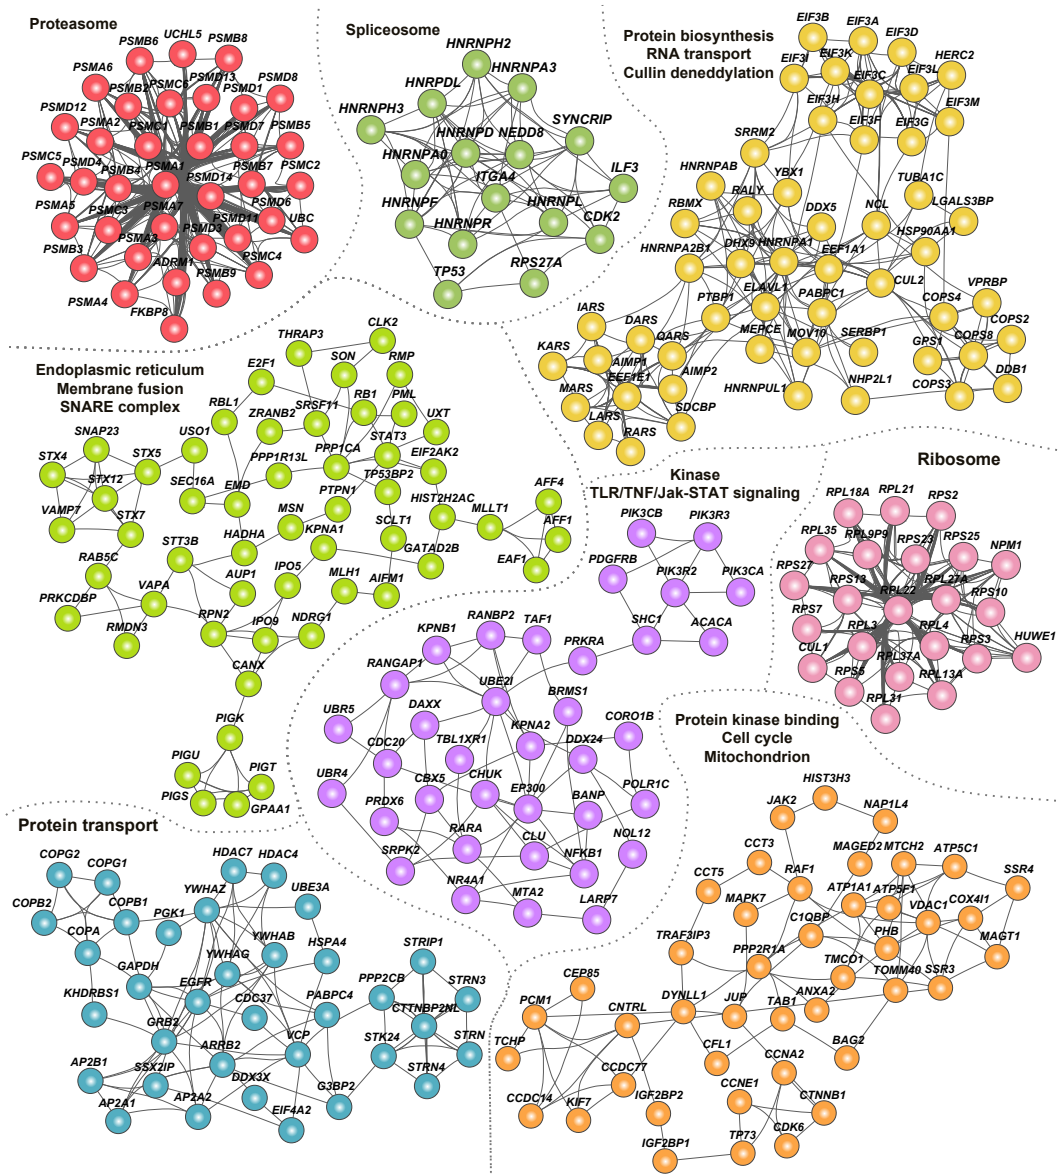 Proteasome
UCHL5
PSMB6
PSMB8
PSMA6
PSMD13
PSMD8
PSMB2
PSMC6
PSMD1
PSMD12
PSMA2
PSMC1
PSMB1
PSMD7
PSMB5
PSMC5
PSMD4
PSMB4
PSMA1
PSMB7
PSMC2
PSMD14
PSMA5
PSMC3
PSMA7
PSMD6
PSMD11
UBC
PSMB3
PSMA3
PSMD3
PSMC4
ADRM1
PSMB9
PSMA4
FKBP8
Spliceosome
HNRNPH2
HNRPDL
HNRNPA3
HNRNPH3
SYNCRIP
HNRNPD
NEDD8
HNRNPA0
ILF3
ITGA4
HNRNPF
HNRNPL
HNRNPR
CDK2
TP53
RPS27A
Protein biosynthesis
RNA transport
Cullin deneddylation
EIF3B
EIF3A
EIF3D
EIF3I
EIF3K
HERC2
EIF3C
EIF3L
EIF3H
EIF3M
EIF3F
EIF3G
SRRM2
HNRNPAB
YBX1
TUBA1C
RALY
RBMX
DDX5
NCL
LGALS3BP
HNRNPA2B1
DHX9
HNRNPA1
EEF1A1
HSP90AA1
ELAVL1
PTBP1
PABPC1
CUL2
COPS4
VPRBP
IARS
DARS
MEPCE
MOV10
SERBP1
GPS1
COPS8
COPS2
KARS
QARS
AIMP1
EEF1E1
AIMP2
MARS
HNRNPUL1
NHP2L1
COPS3
DDB1
LARS
SDCBP
RARS
Endoplasmic reticulum
Membrane fusion
SNARE complex
THRAP3
CLK2
E2F1
SON
RMP
RBL1
ZRANB2
SRSF11
RB1
PML
UXT
SNAP23
USO1
STX4
STX5
PPP1R13L
PPP1CA
STAT3
EIF2AK2
STX12
SEC16A
EMD
TP53BP2
VAMP7
STX7
MSN
PTPN1
HIST2H2AC
MLLT1
AFF4
HADHA
KPNA1
SCLT1
AFF1
RAB5C
STT3B
GATAD2B
EAF1
AUP1
IPO5
MLH1
AIFM1
PRKCDBP
VAPA
RPN2
RMDN3
IPO9
NDRG1
CANX
PIGK
PIGU
PIGT
PIGS
GPAA1
Kinase
TLR/TNF/Jak-STAT signaling
PIK3CB
PIK3R3
PDGFRB
PIK3R2
PIK3CA
SHC1
ACACA
RANBP2
TAF1
PRKRA
KPNB1
RANGAP1
UBE2I
BRMS1
UBR5
DAXX
KPNA2
CORO1B
CDC20
TBL1XR1
DDX24
UBR4
CBX5
CHUK
EP300
BANP
POLR1C
PRDX6
RARA
CLU
NOL12
SRPK2
NFKB1
NR4A1
MTA2
LARP7
Ribosome
RPL18A
RPL21
RPS2
RPL35
RPL9P9
RPS23
RPS25
NPM1
RPS27
RPS13
RPL22
RPL27A
RPS10
RPS7
RPL3
RPL4
RPS3
HUWE1
CUL1
RPS5
RPL37A
RPL13A
RPL31
Protein kinase binding
Cell cycle
Mitochondrion
HIST3H3
JAK2
NAP1L4
CCT3
RAF1
MAGED2
MTCH2
ATP5C1
CCT5
SSR4
MAPK7
ATP1A1
ATP5F1
COX4I1
C1QBP
VDAC1
TRAF3IP3
PHB
MAGT1
PPP2R1A
TMCO1
TOMM40
SSR3
CEP85
PCM1
CNTRL
DYNLL1
JUP
TAB1
ANXA2
TCHP
CFL1
BAG2
CCNA2
CCDC77
CCNE1
CTNNB1
CCDC14
KIF7
IGF2BP2
IGF2BP1
TP73
CDK6
Protein transport
COPG2
COPG1
HDAC7
HDAC4
COPB2
COPB1
YWHAZ
UBE3A
PGK1
COPA
YWHAB
HSPA4
STRIP1
GAPDH
YWHAG
PPP2CB
STRN3
KHDRBS1
EGFR
CDC37
PABPC4
CTTNBP2NL
GRB2
ARRB2
VCP
STK24
STRN
AP2B1
SSX2IP
DDX3X
STRN4
AP2A1
AP2A2
EIF4A2
G3BP2